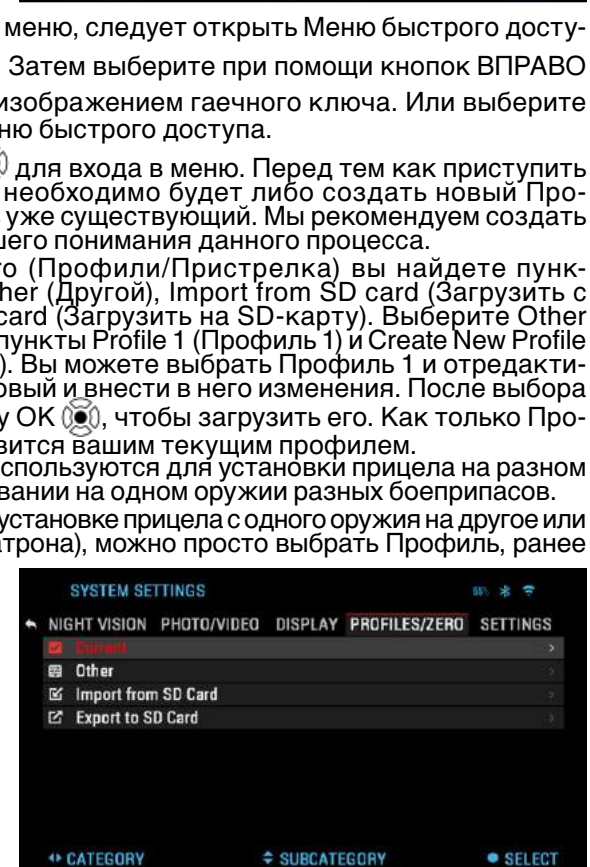 меню, следует открыть Меню быстрого досту-
Затем выберите при помощи кнопок ВПРАВО
изображением гаечного ключа. Или выберите
ню быстрого доступа.
для входа в меню. Перед тем как приступить
необходимо будет либо создать новый Про-
уже существующий. Мы рекомендуем создать
шего понимания данного процесса.
го (Профили/Пристрелка) вы найдете пунк-
her (Другой), Import from SD card (Загрузить с
card (Загрузить на SD-карту). Выберите Other
пункты Profile 1 (Профиль 1) и Create New Profile
). Вы можете выбрать Профиль 1 и отредакти-
овый и внести в него изменения. После выбора
у OK, чтобы загрузить его. Как только Про-
вится вашим текущим профилем.
спользуются для установки прицела на разном
вании на одном оружии разных боеприпасов.
установке прицела с одного оружия на другое или
атрона), можно просто выбрать Профиль, ранее
SYSTEM SETTINGS
NIGHT VISION PHOTO/VIDEO DISPLAY PROFILES/ZERO SETTINGS
Current
Other
Import from SD Card
Export to SD Card
CATEGORY SUBCATEGORY SELECT